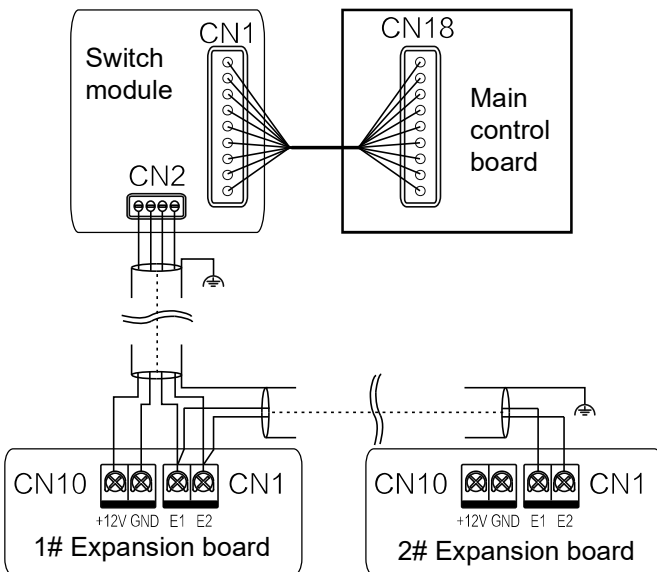 CN1
CN18
Switch
module
Main
control
board
CN2
CN10
CN1
+12V GND E1 E2
1# Expansion board
CN10
CN1
+12V GND E1 E2
2# Expansion board